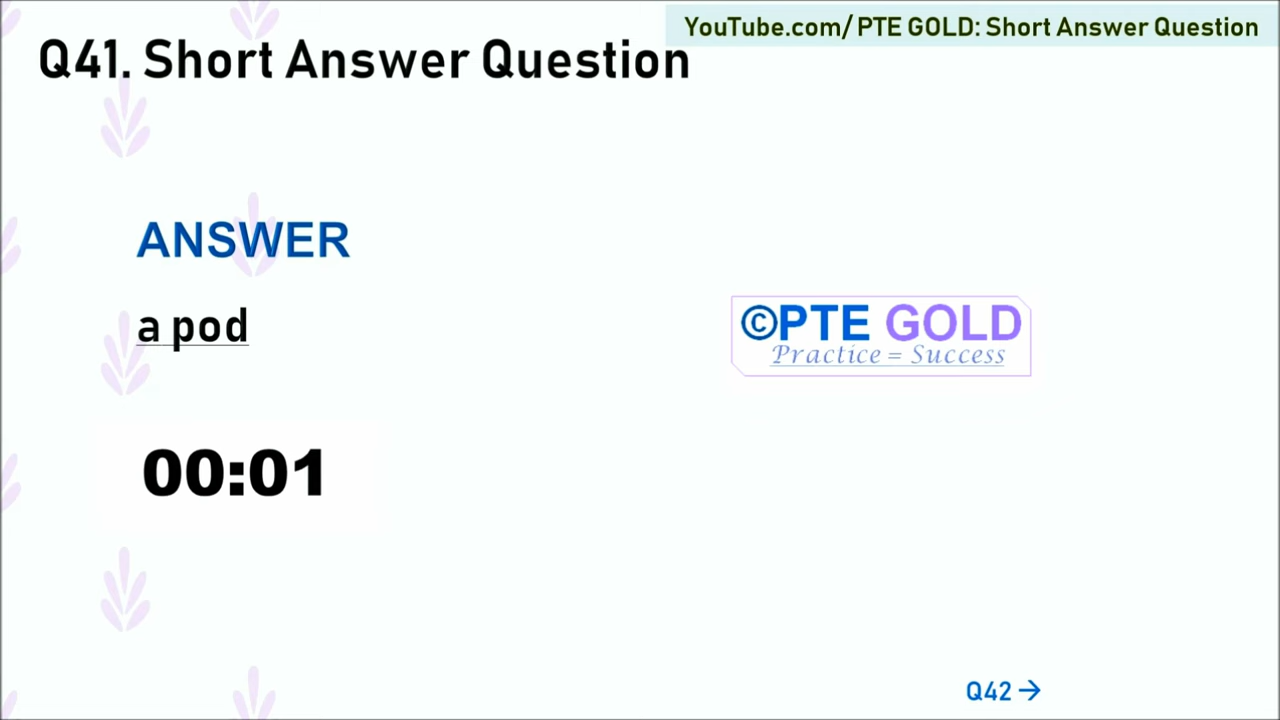 YouTube.com/ PTE GOLD: Short Answer Question
Q41. Short Answer Question
ANSWER
a pod
©PTE GOLD
Practice = Success
00:01
Q42→